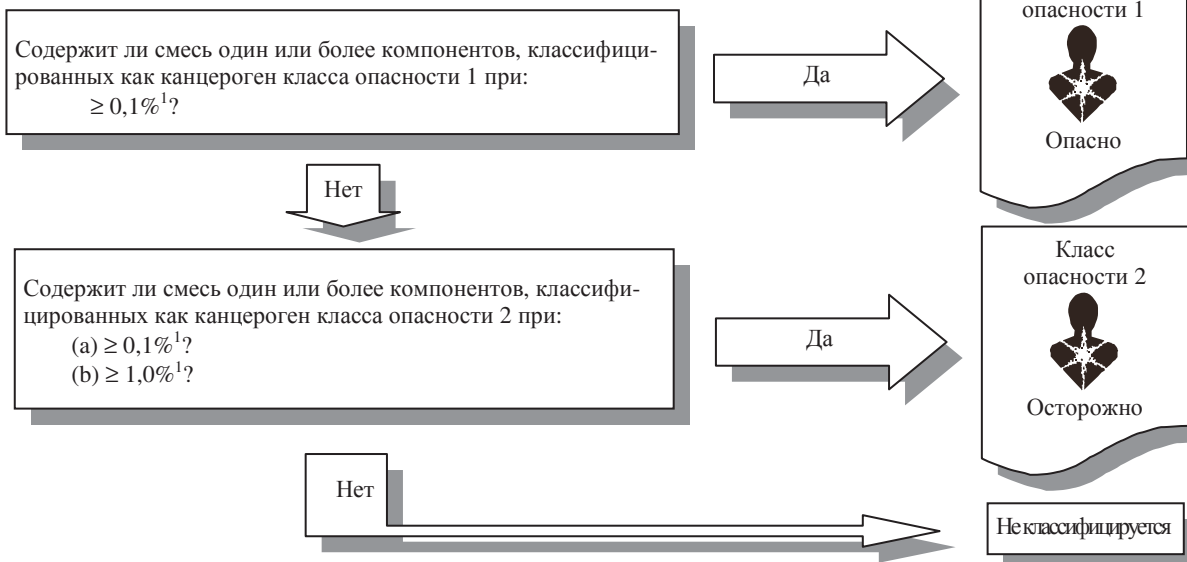 опасности 1
Содержит ли смесь один или более компонентов, классифици-
рованных как канцероген класса опасности 1 при:
≥ 0,1%¹?
Да
Опасно
Нет
Класс
опасности 2
Содержит ли смесь один или более компонентов, классифи-
цированных как канцероген класса опасности 2 при:
(a) ≥ 0,1%¹?
(b) ≥ 1,0%¹?
Да
Осторожно
Нет
Не классифицируется